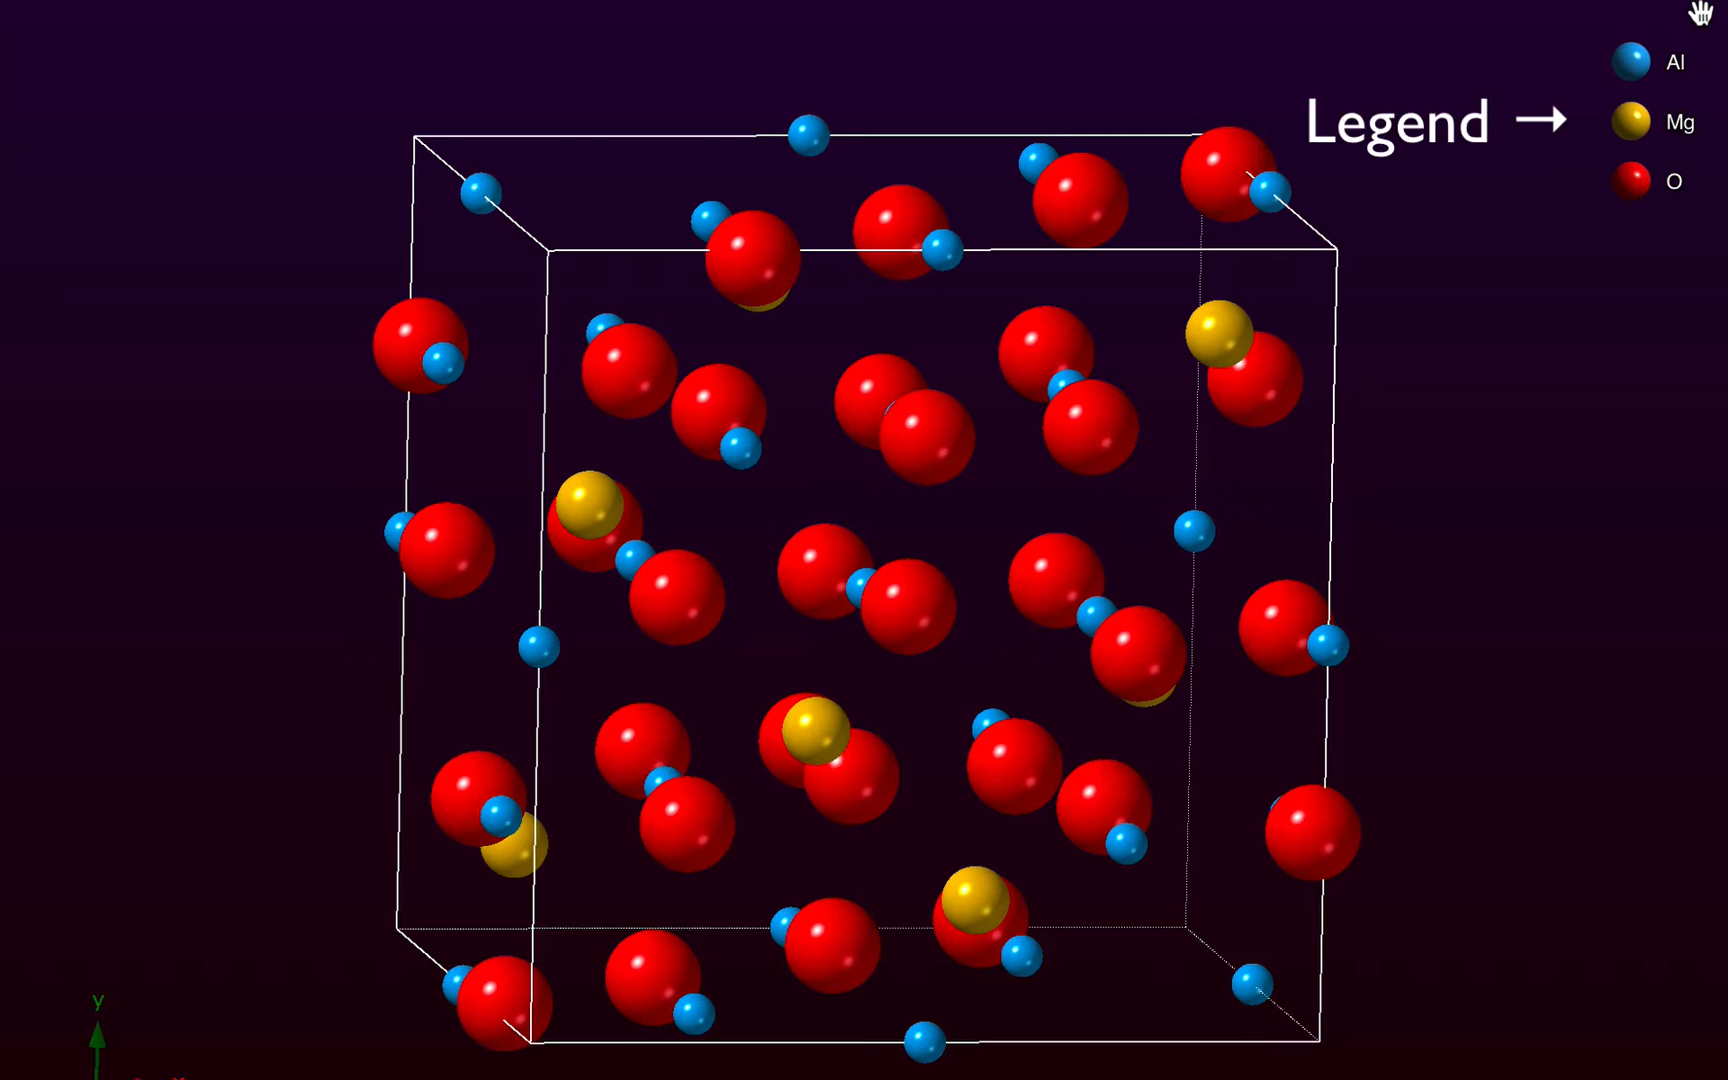 Al
Legend → Mg
O
y